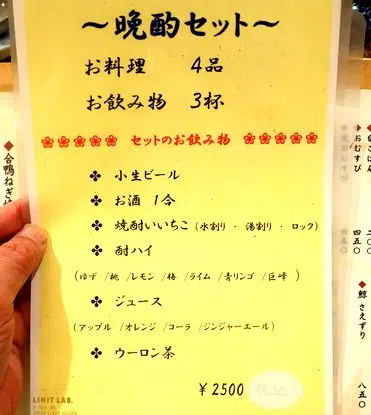 ～晩酌セット～
お料理 4品
お飲み物 3杯
セットのお飲み物
小生ビール
お酒 1合
焼酎いいちこ（水割り ・ 湯割り ・ ロック）
酎ハイ
（ゆず /桃 /レモン /梅 /ライム /青リンゴ /巨峰 ）
ジュース
（アップル /オレンジ /コーラ /ジンジャーエール）
ウーロン茶
￥2500
LIHIT LAB.
合鴨ねぎ
おむすび
四五〇
鯨 さえずり
八五〇